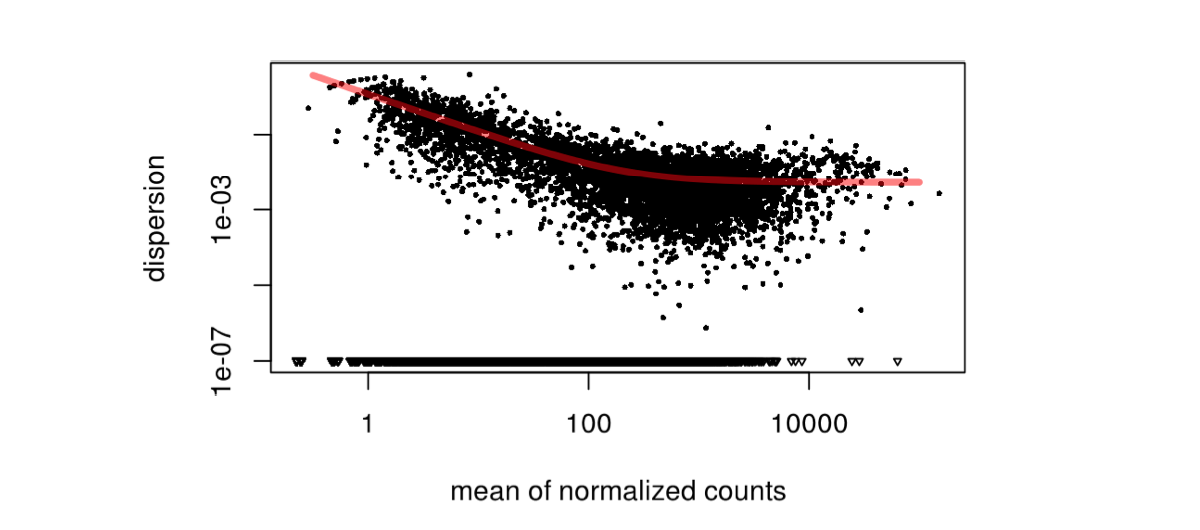 dispersion
1e-03
1e-07
1
100
10000
mean of normalized counts